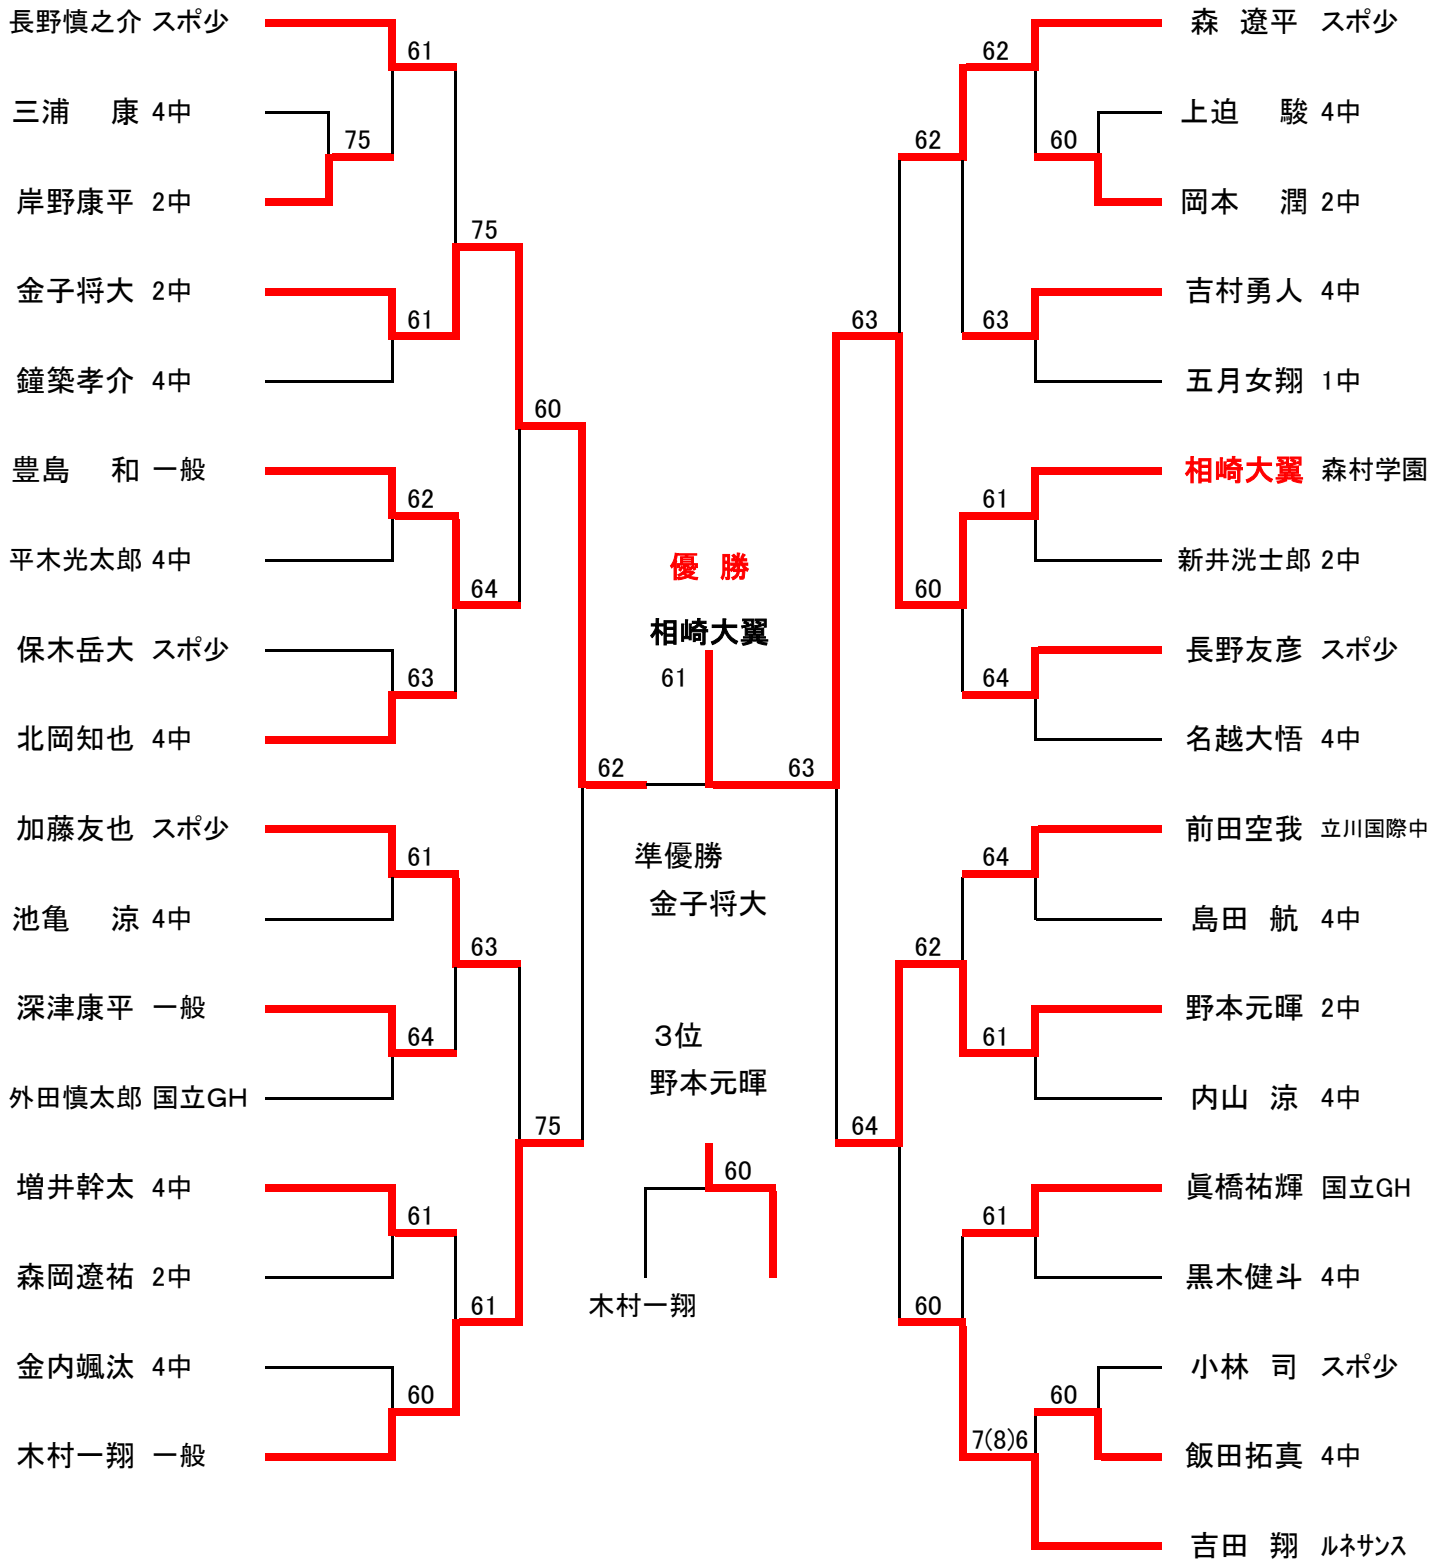 長野慎之介 スポ少
61
三浦 康 4中
75
岸野康平 2中
75
金子将大 2中
61
鐘築孝介 4中
60
豊島 和 一般
62
平木光太郎 4中
64
保木岳大 スポ少
63
北岡知也 4中
62
加藤友也 スポ少
61
池亀 涼 4中
63
深津康平 一般
64
外田慎太郎 国立GH
75
増井幹太 4中
61
森岡遼祐 2中
61
金内颯汰 4中
60
木村一翔 一般
優 勝
相崎大翼
61
準優勝
金子将大
3位
野本元暉
60
木村一翔
森 遼平 スポ少
62
上迫 駿 4中
62
60
岡本 潤 2中
吉村勇人 4中
63
63
五月女翔 1中
相崎大翼 森村学園
61
新井洸士郎 2中
60
長野友彦 スポ少
64
名越大悟 4中
63
前田空我 立川国際中
64
島田 航 4中
62
野本元暉 2中
61
内山 涼 4中
64
眞橋祐輝 国立GH
61
黒木健斗 4中
60
小林 司 スポ少
60
7(8)6
飯田拓真 4中
吉田 翔 ルネサンス